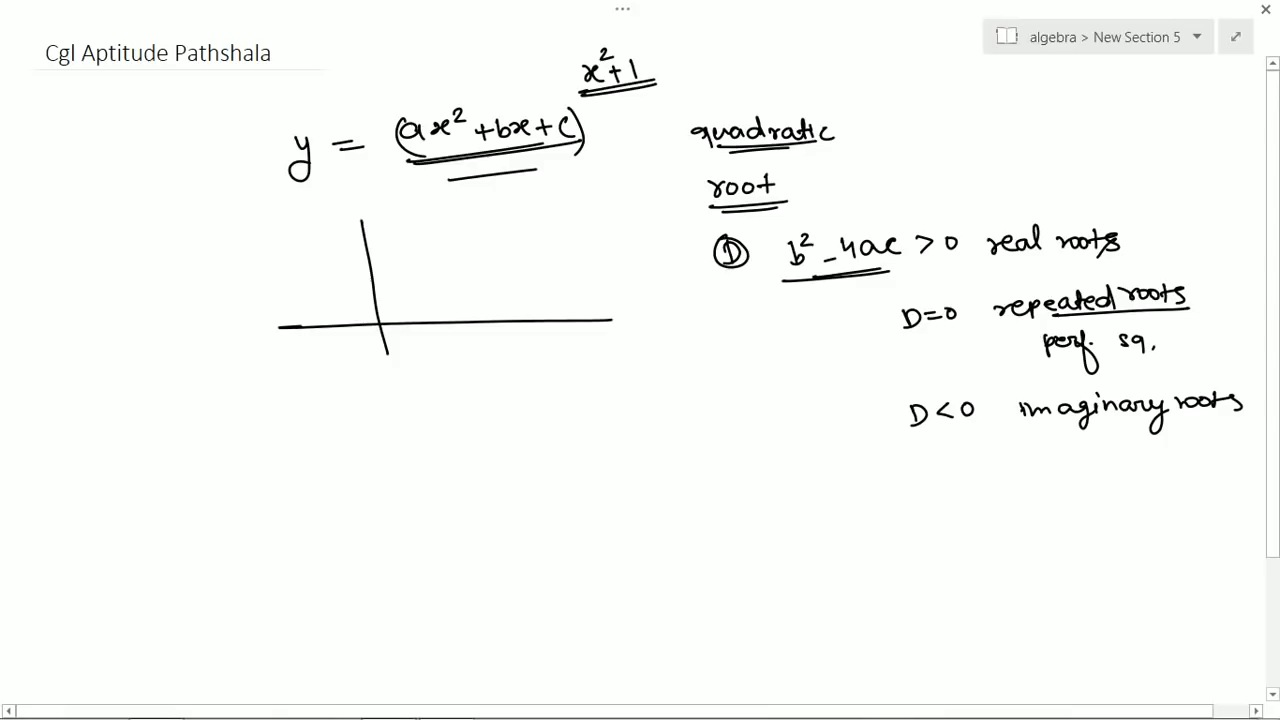 Cgl Aptitude Pathshala
algebra > New Section 5
x²+1
y = (ax² +bx+c)
quadratic
root
D b² - 4ac > 0 real roots
D=0 repeated roots
perf. sq.
D < 0 imaginary roots